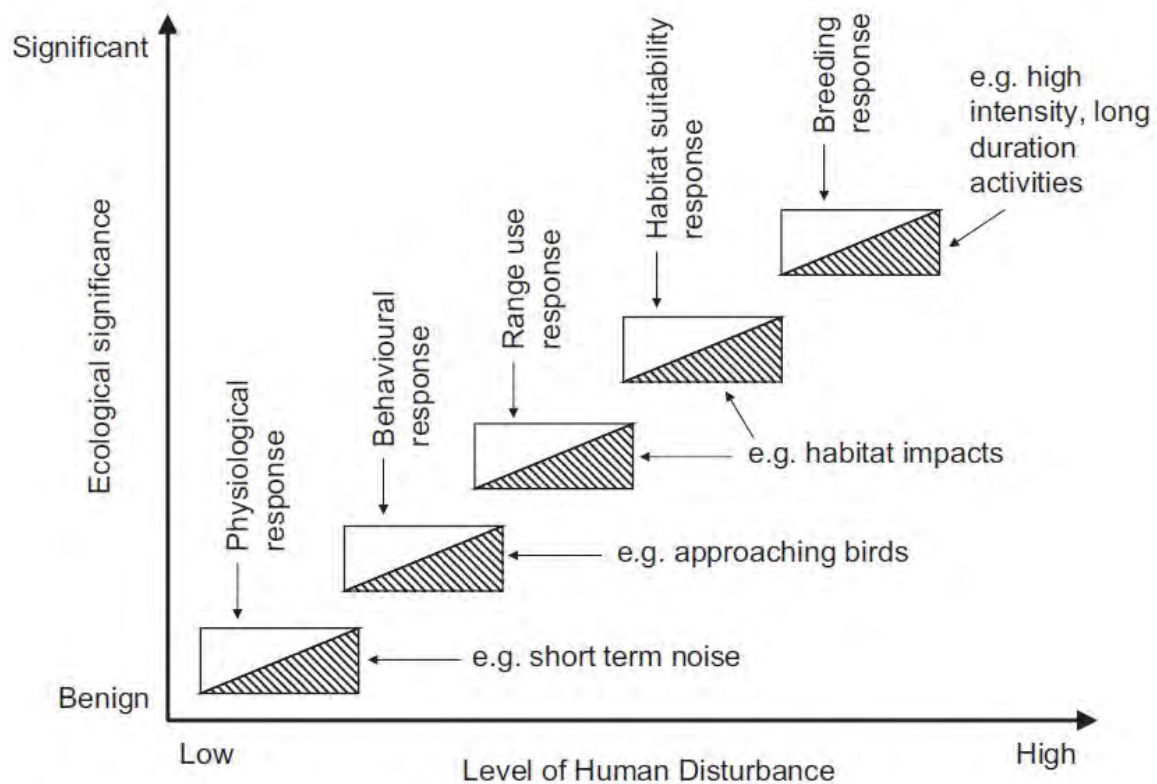 Significant
Ecological significance
Benign
Physiological
response
Behavioural
response
Range use
response
Habitat suitability
response
Breeding
response
e.g. high
intensity, long
duration
activities
e.g. habitat impacts
e.g. approaching birds
e.g. short term noise
Low
Level of Human Disturbance
High